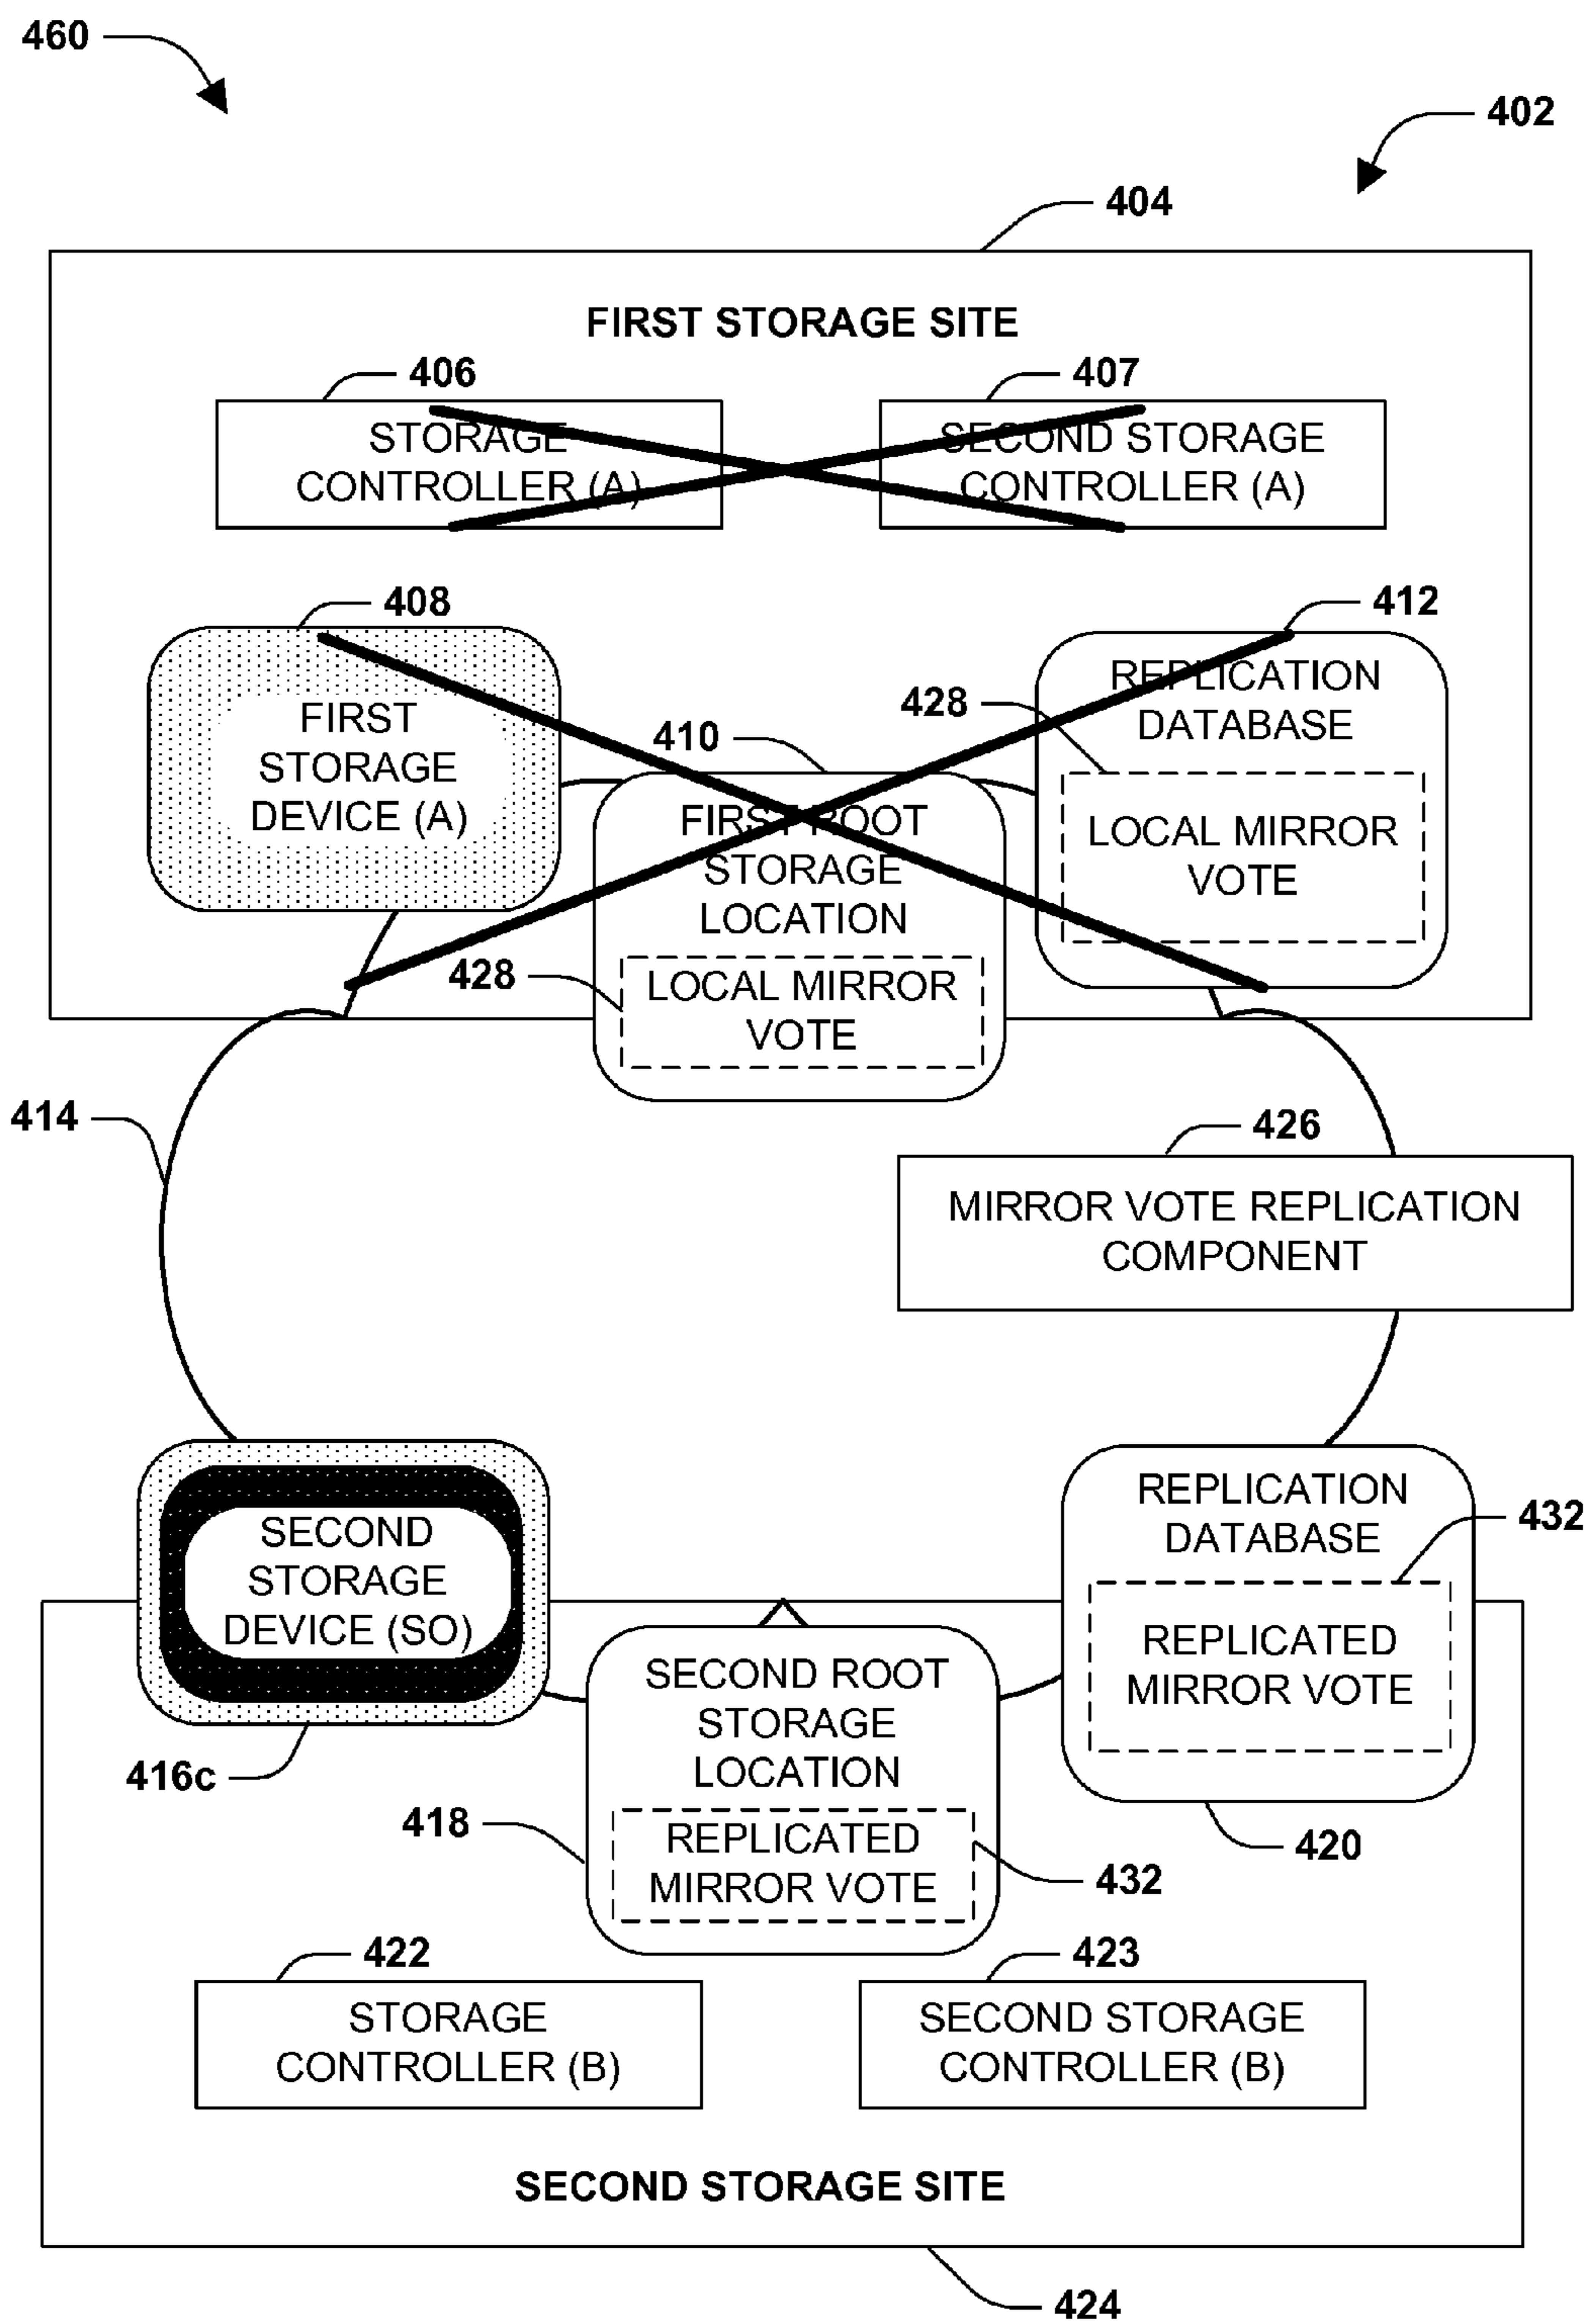 460
402
404
FIRST STORAGE SITE
406
407
STORAGE
CONTROLLER (A)
SECOND STORAGE
CONTROLLER (A)
408
412
FIRST
STORAGE
DEVICE (A)
REPLICATION
DATABASE
428
LOCAL MIRROR
VOTE
410
FIRST ROOT
STORAGE
LOCATION
428
LOCAL MIRROR
VOTE
414
426
MIRROR VOTE REPLICATION
COMPONENT
SECOND
STORAGE
DEVICE (SO)
416c
REPLICATION
DATABASE
432
REPLICATED
MIRROR VOTE
420
SECOND ROOT
STORAGE
LOCATION
418
REPLICATED
MIRROR VOTE
432
422
423
STORAGE
CONTROLLER (B)
SECOND STORAGE
CONTROLLER (B)
SECOND STORAGE SITE
424